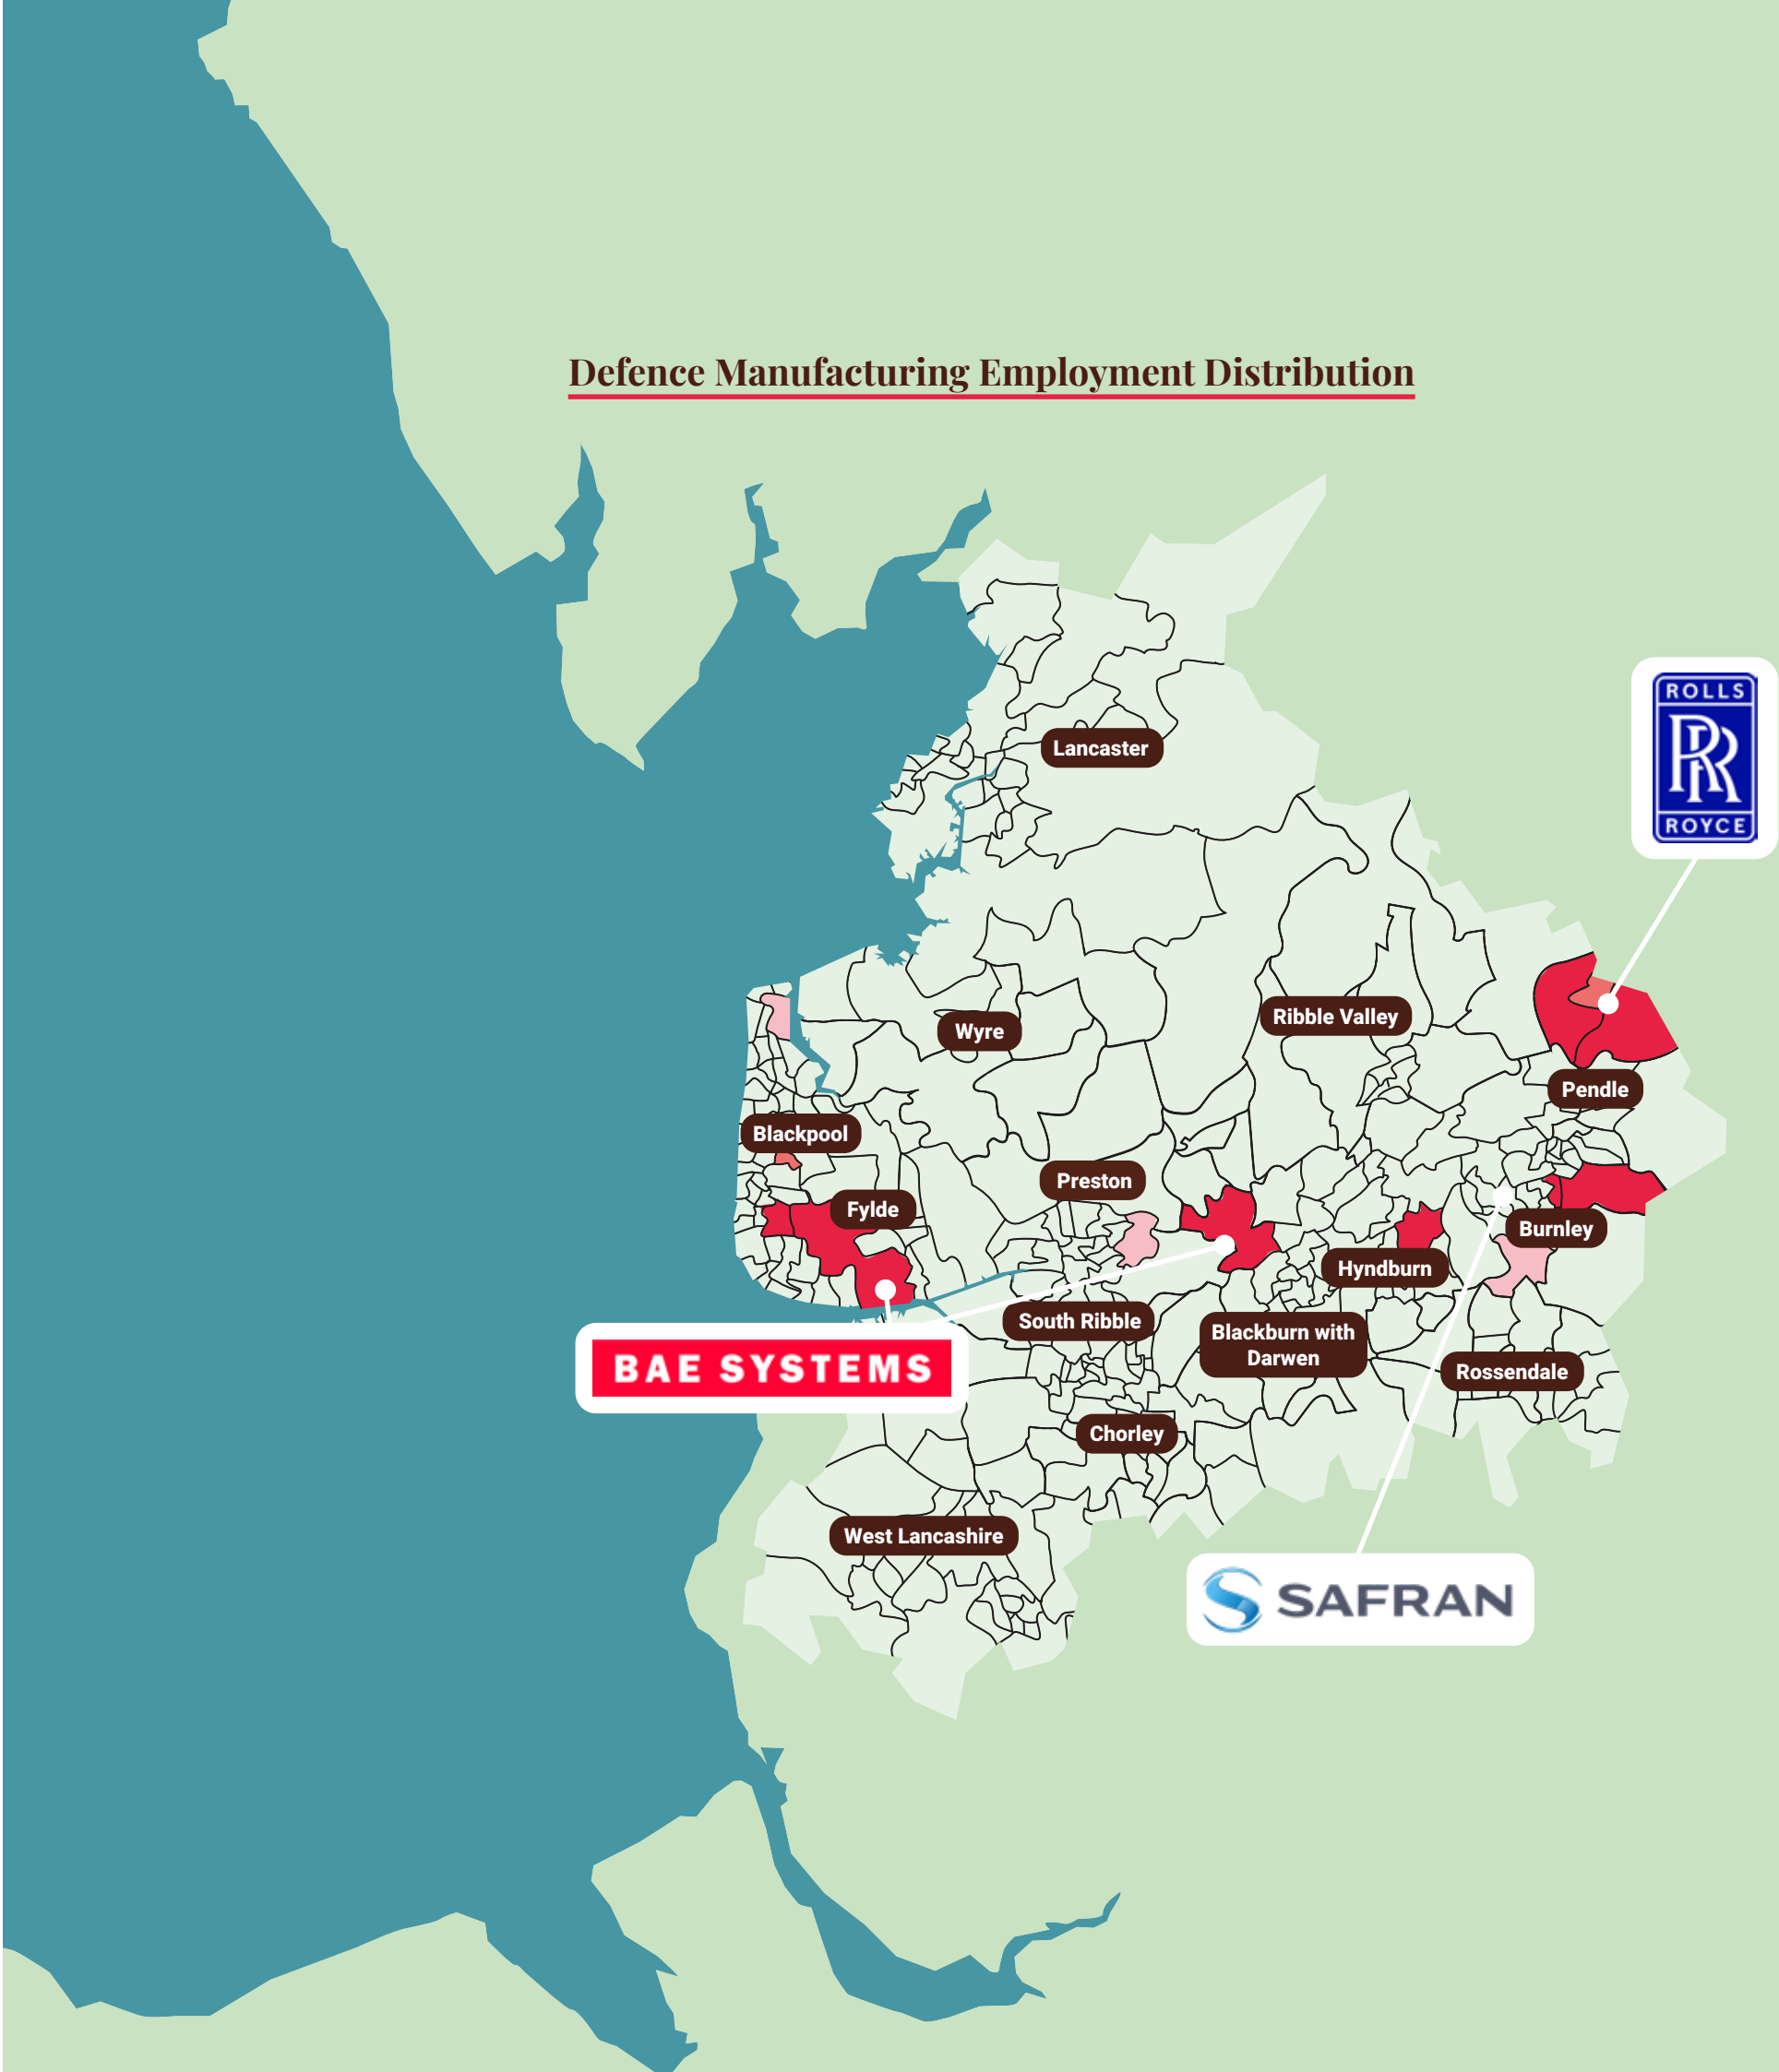 Defence Manufacturing Employment Distribution
ROLLS
RR
ROYCE
Lancaster
Ribble Valley
Wyre
Pendle
Blackpool
Preston
Fylde
Burnley
Hyndburn
South Ribble
Blackburn with
Darwen
BAE SYSTEMS
Rossendale
Chorley
West Lancashire
SAFRAN